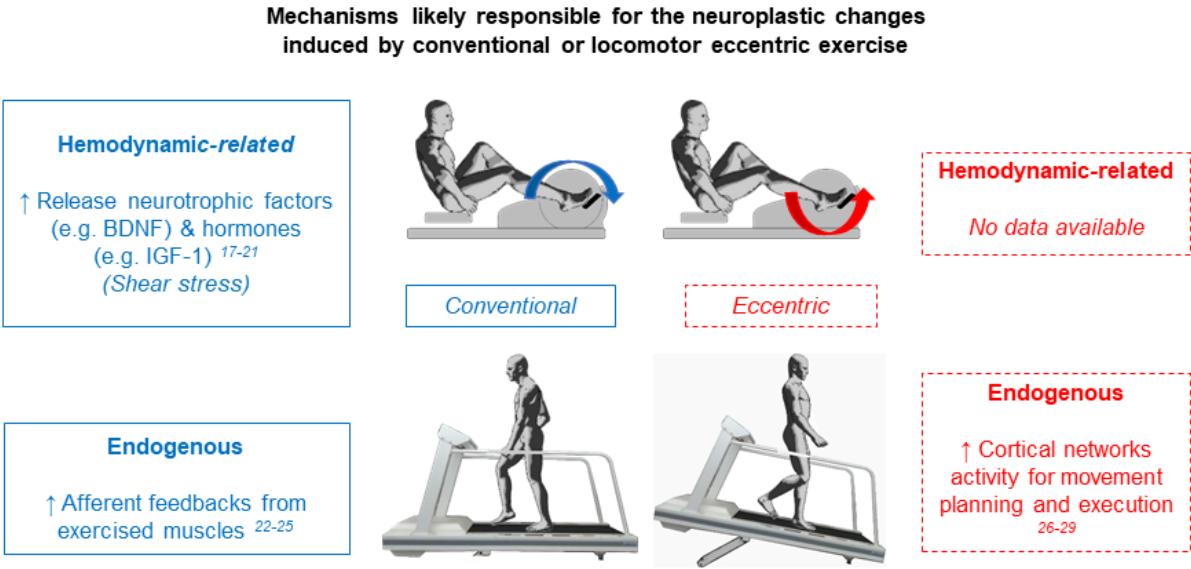 Mechanisms likely responsible for the neuroplastic changes
induced by conventional or locomotor eccentric exercise
Hemodynamic-related
↑ Release neurotrophic factors
(e.g. BDNF) & hormones
(e.g. IGF-1) 17-21
(Shear stress)
Hemodynamic-related
No data available
Conventional
Eccentric
Endogenous
↑ Afferent feedbacks from
exercised muscles 22-25
Endogenous
↑ Cortical networks
activity for movement
planning and execution
26-29